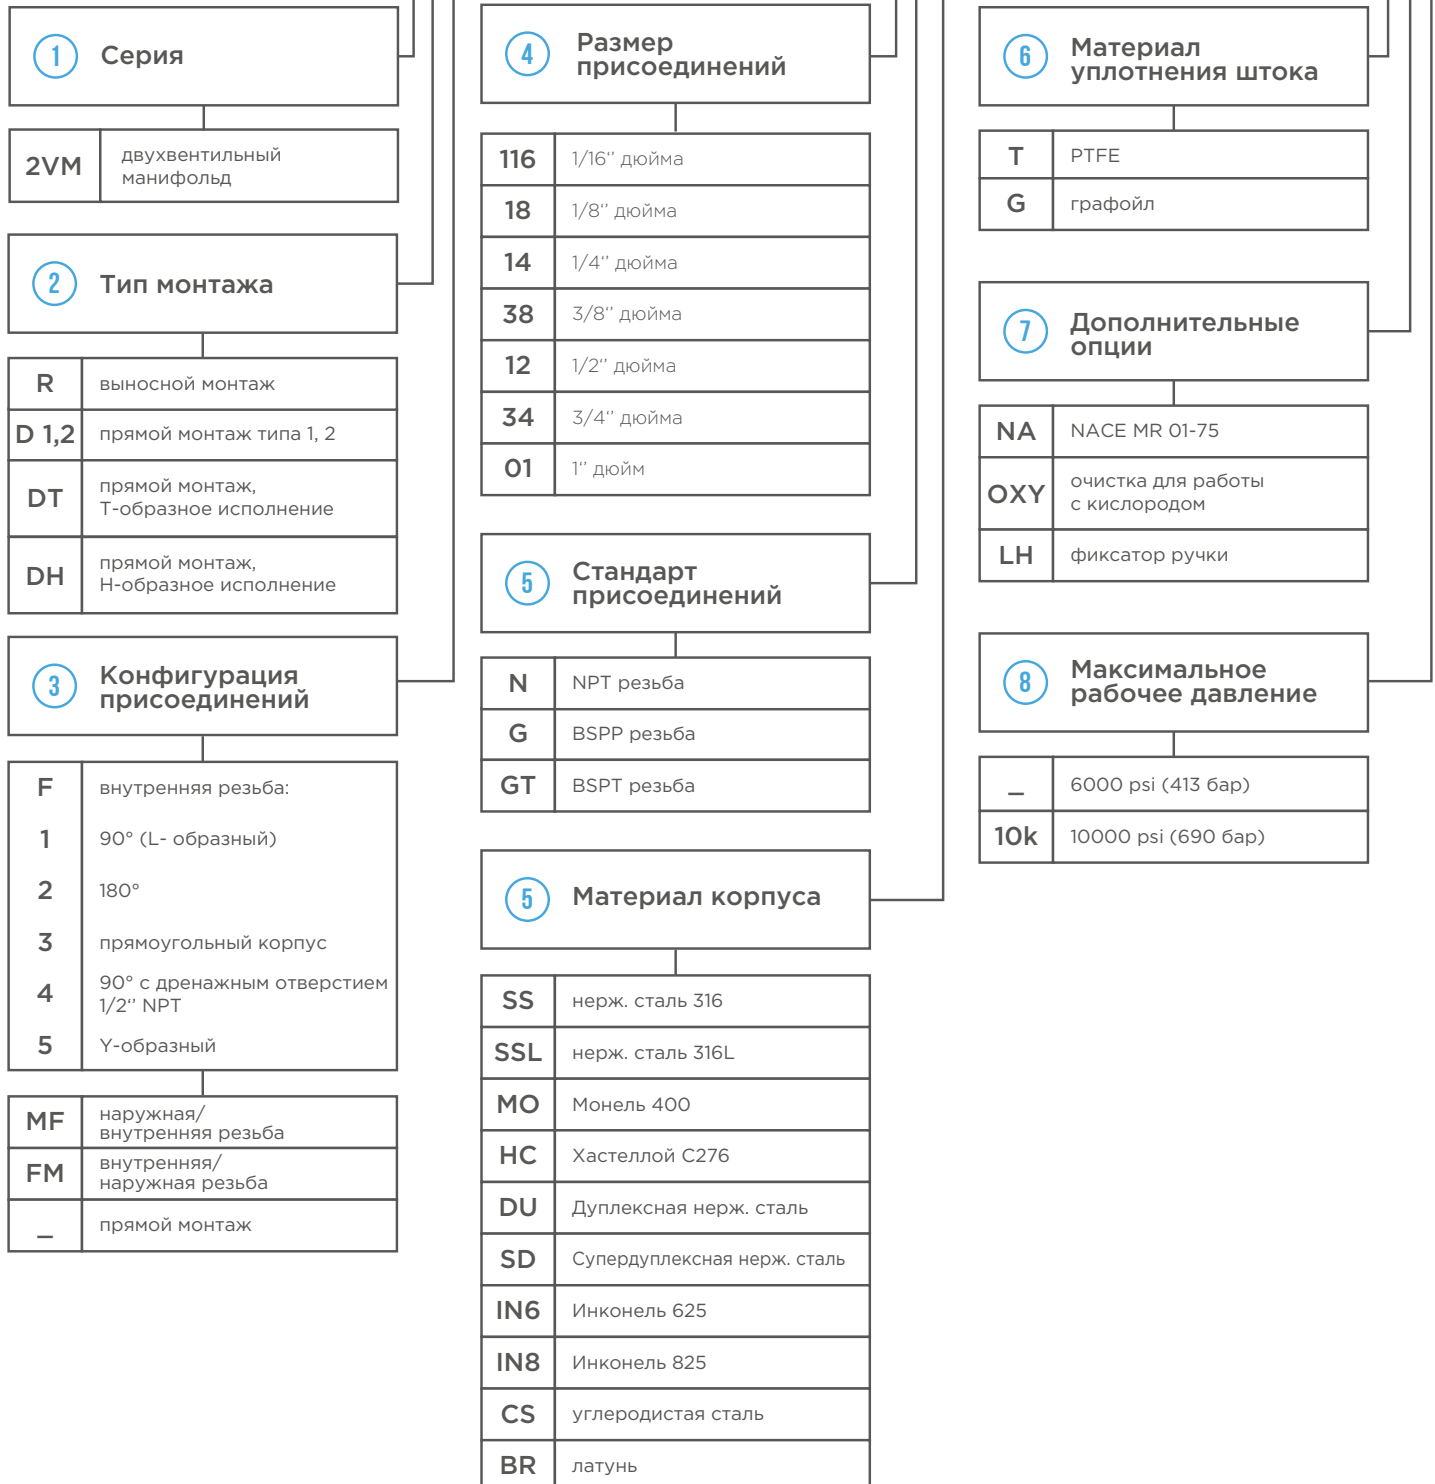 1 Серия
2VM двухвентильный
манифольд
2 Тип монтажа
R выносной монтаж
D 1,2 прямой монтаж типа 1, 2
DT прямой монтаж,
Т-образное исполнение
DH прямой монтаж,
Н-образное исполнение
3 Конфигурация
присоединений
F внутренняя резьба:
1 90° (L- образный)
2 180°
3 прямоугольный корпус
4 90° с дренажным отверстием
1/2‘’ NPT
5 Y-образный
MF наружная/
внутренняя резьба
FM внутренняя/
наружная резьба
_ прямой монтаж
4 Размер
присоединений
116 1/16‘’ дюйма
18 1/8‘’ дюйма
14 1/4‘’ дюйма
38 3/8‘’ дюйма
12 1/2‘’ дюйма
34 3/4‘’ дюйма
01 1‘’ дюйм
5 Стандарт
присоединений
N NPT резьба
G BSPP резьба
GT BSPT резьба
5 Материал корпуса
SS нерж. сталь 316
SSL нерж. сталь 316L
MO Монель 400
HC Хастеллой С276
DU Дуплексная нерж. сталь
SD Супердуплексная нерж. сталь
IN6 Инконель 625
IN8 Инконель 825
CS углеродистая сталь
BR латунь
6 Материал
уплотнения штока
T PTFE
G графойл
7 Дополнительные
опции
NA NACE MR 01-75
OXY очистка для работы
с кислородом
LH фиксатор ручки
8 Максимальное
рабочее давление
_ 6000 psi (413 бар)
10k 10000 psi (690 бар)